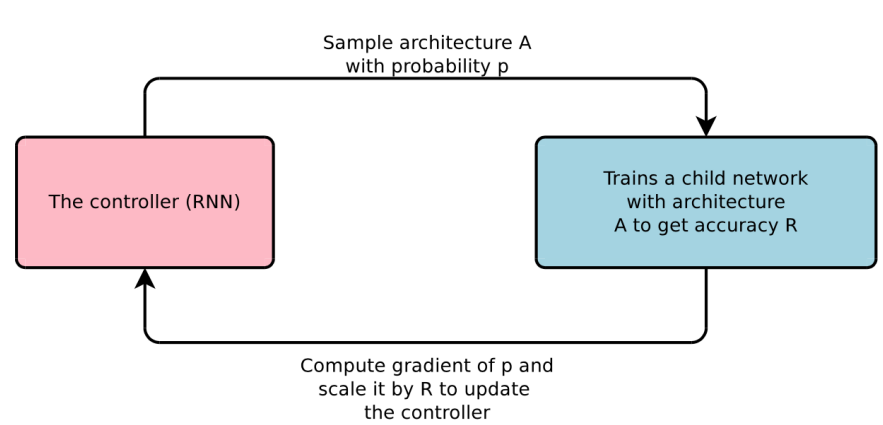 Sample architecture A
with probability p
The controller (RNN)
Trains a child network
with architecture
A to get accuracy R
Compute gradient of p and
scale it by R to update
the controller